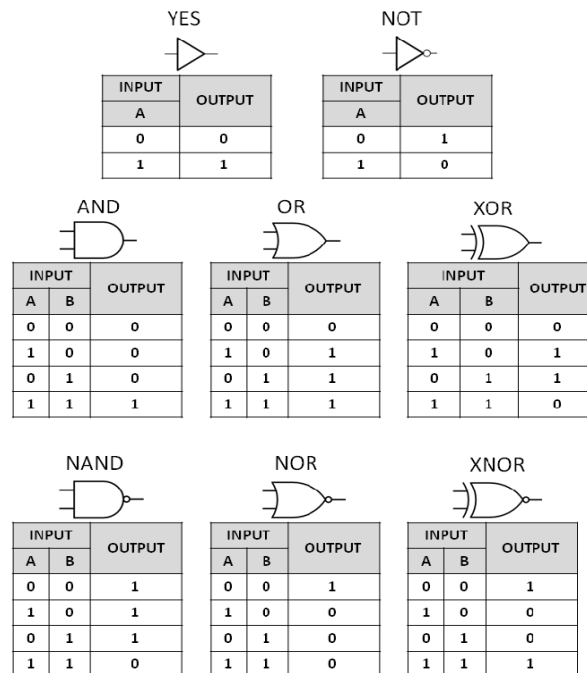 YES NOT
INPUT OUTPUT INPUT OUTPUT
A A
0 0 0 1
1 1 1 0
AND OR XOR
INPUT OUTPUT INPUT OUTPUT INPUT OUTPUT
A B A B A B
0 0 0 0 0 0 0 0 0
1 0 0 1 0 1 1 0 1
0 1 0 0 1 1 0 1 1
1 1 1 1 1 1 1 1 0
NAND NOR XNOR
INPUT OUTPUT INPUT OUTPUT INPUT OUTPUT
A B A B A B
0 0 1 0 0 1 0 0 1
1 0 1 1 0 0 1 0 0
0 1 1 0 1 0 0 1 0
1 1 0 1 1 0 1 1 1